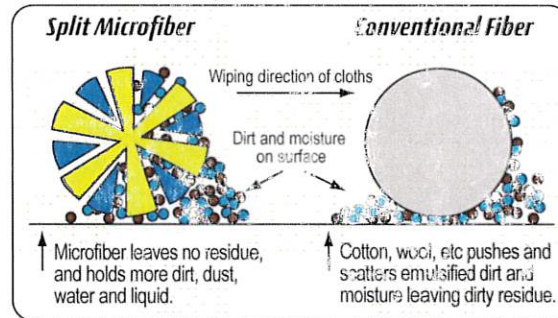 Split Microfiber
Conventional Fiber
Wiping direction of cloths
Dirt and moisture
on surface
Microfiber leaves no residue,
and holds more dirt, dust,
water and liquid.
Cotton, wool, etc pushes and
scatters emulsified dirt and
moisture leaving dirty residue.